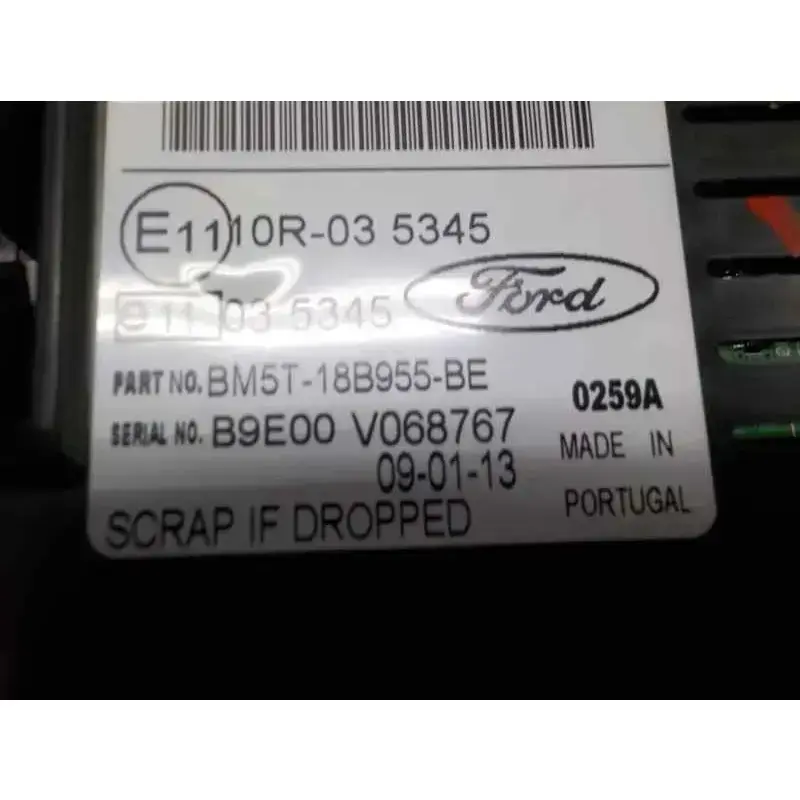 E11 10R-03 5345
e11 03 5345
Ford
PART NO. BM5T-18B955-BE
0259A
SERIAL NO. B9E00 V068767
MADE IN
09-01-13
PORTUGAL
SCRAP IF DROPPED